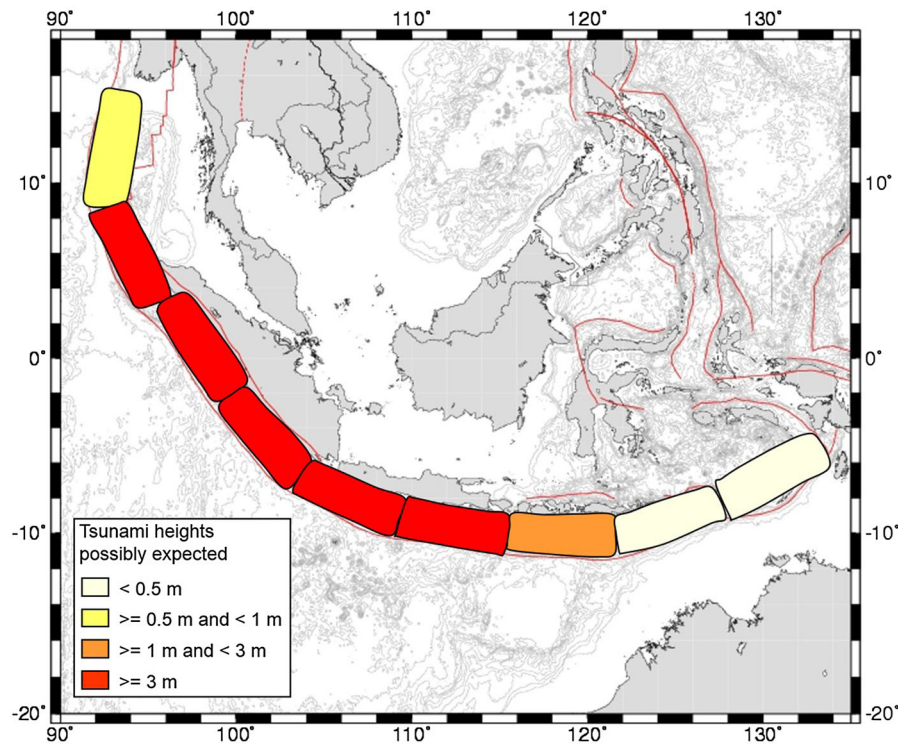 90˚ 100˚ 110˚ 120˚ 130˚
10˚ 10˚
0˚ 0˚
-10˚ -10˚
Tsunami heights
possibly expected
< 0.5 m
>= 0.5 m and < 1 m
>= 1 m and < 3 m
>= 3 m
-20˚ -20˚
90˚ 100˚ 110˚ 120˚ 130˚